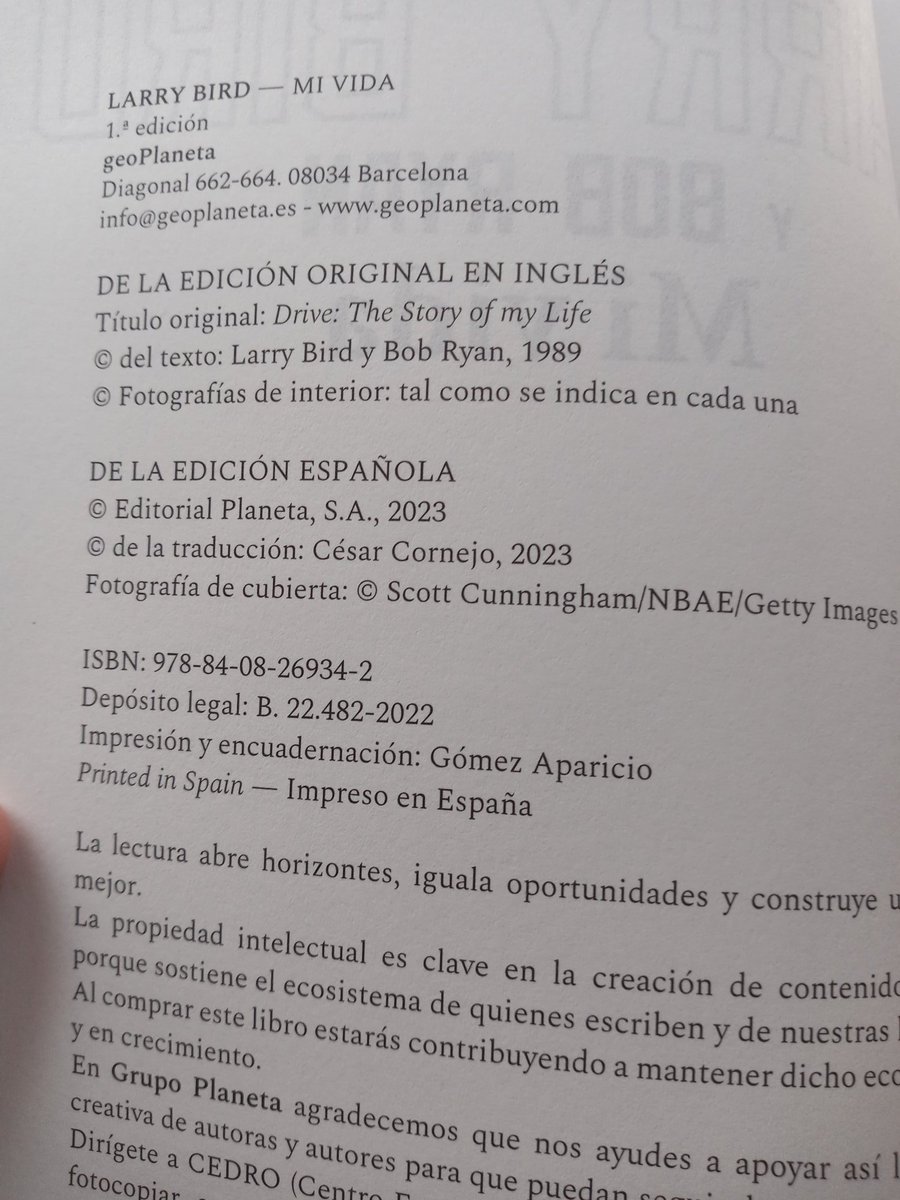 LARRY BIRD — MI VIDA
1.ª edición
geoPlaneta
Diagonal 662-664. 08034 Barcelona
info@geoplaneta.es - www.geoplaneta.com
DE LA EDICIÓN ORIGINAL EN INGLÉS
Título original: Drive: The Story of my Life
© del texto: Larry Bird y Bob Ryan, 1989
© Fotografías de interior: tal como se indica en cada una
DE LA EDICIÓN ESPAÑOLA
© Editorial Planeta, S.A., 2023
© de la traducción: César Cornejo, 2023
Fotografía de cubierta: © Scott Cunningham/NBAE/Getty Images
ISBN: 978-84-08-26934-2
Depósito legal: B. 22.482-2022
Impresión y encuadernación: Gómez Aparicio
Printed in Spain — Impreso en España
La lectura abre horizontes, iguala oportunidades y construye
mejor.
La propiedad intelectual es clave en la creación de
porque sostiene el ecosistema de quienes escriben y de nuestras
Al comprar este libro estarás contribuyendo a mantener dicho
y en crecimiento.
En Grupo Planeta agradecemos que nos ayudes a apoyar así
creativa de autoras y autores para que puedan
Dirígete a CEDRO (Centro
fotocopiar